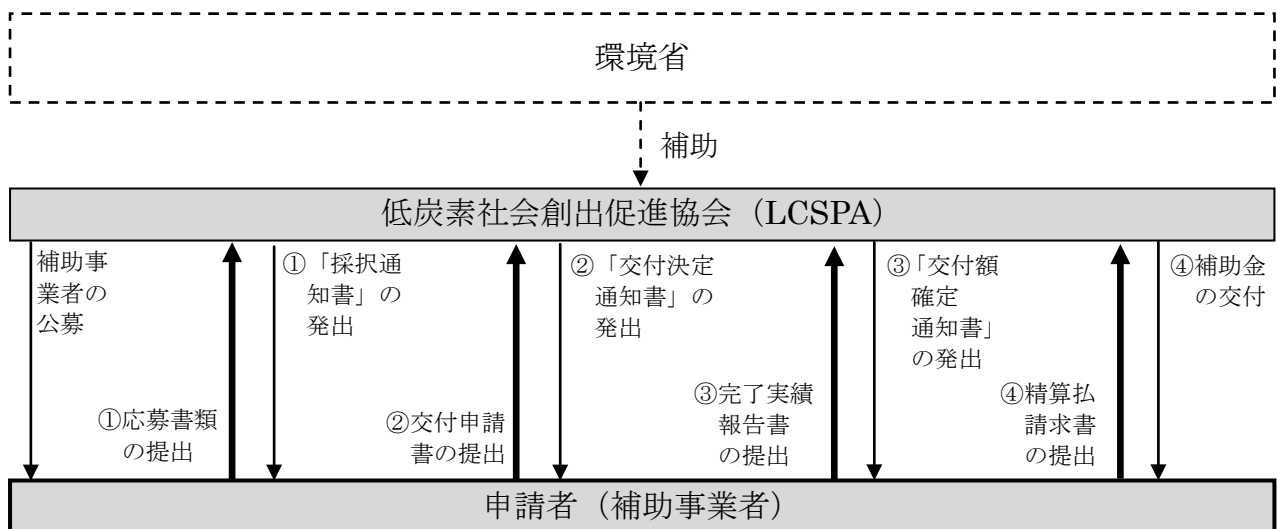 環境省
補助
低炭素社会創出促進協会（LCSPA）
補助事
業者の
公募
①応募書類
の提出
①「採択通
知書」の
発出
②交付申請
書の提出
②「交付決定
通知書」の
発出
③完了実績
報告書
の提出
③「交付額
確定
通知書」
の発出
④精算払
請求書
の提出
④補助金
の交付
申請者（補助事業者）